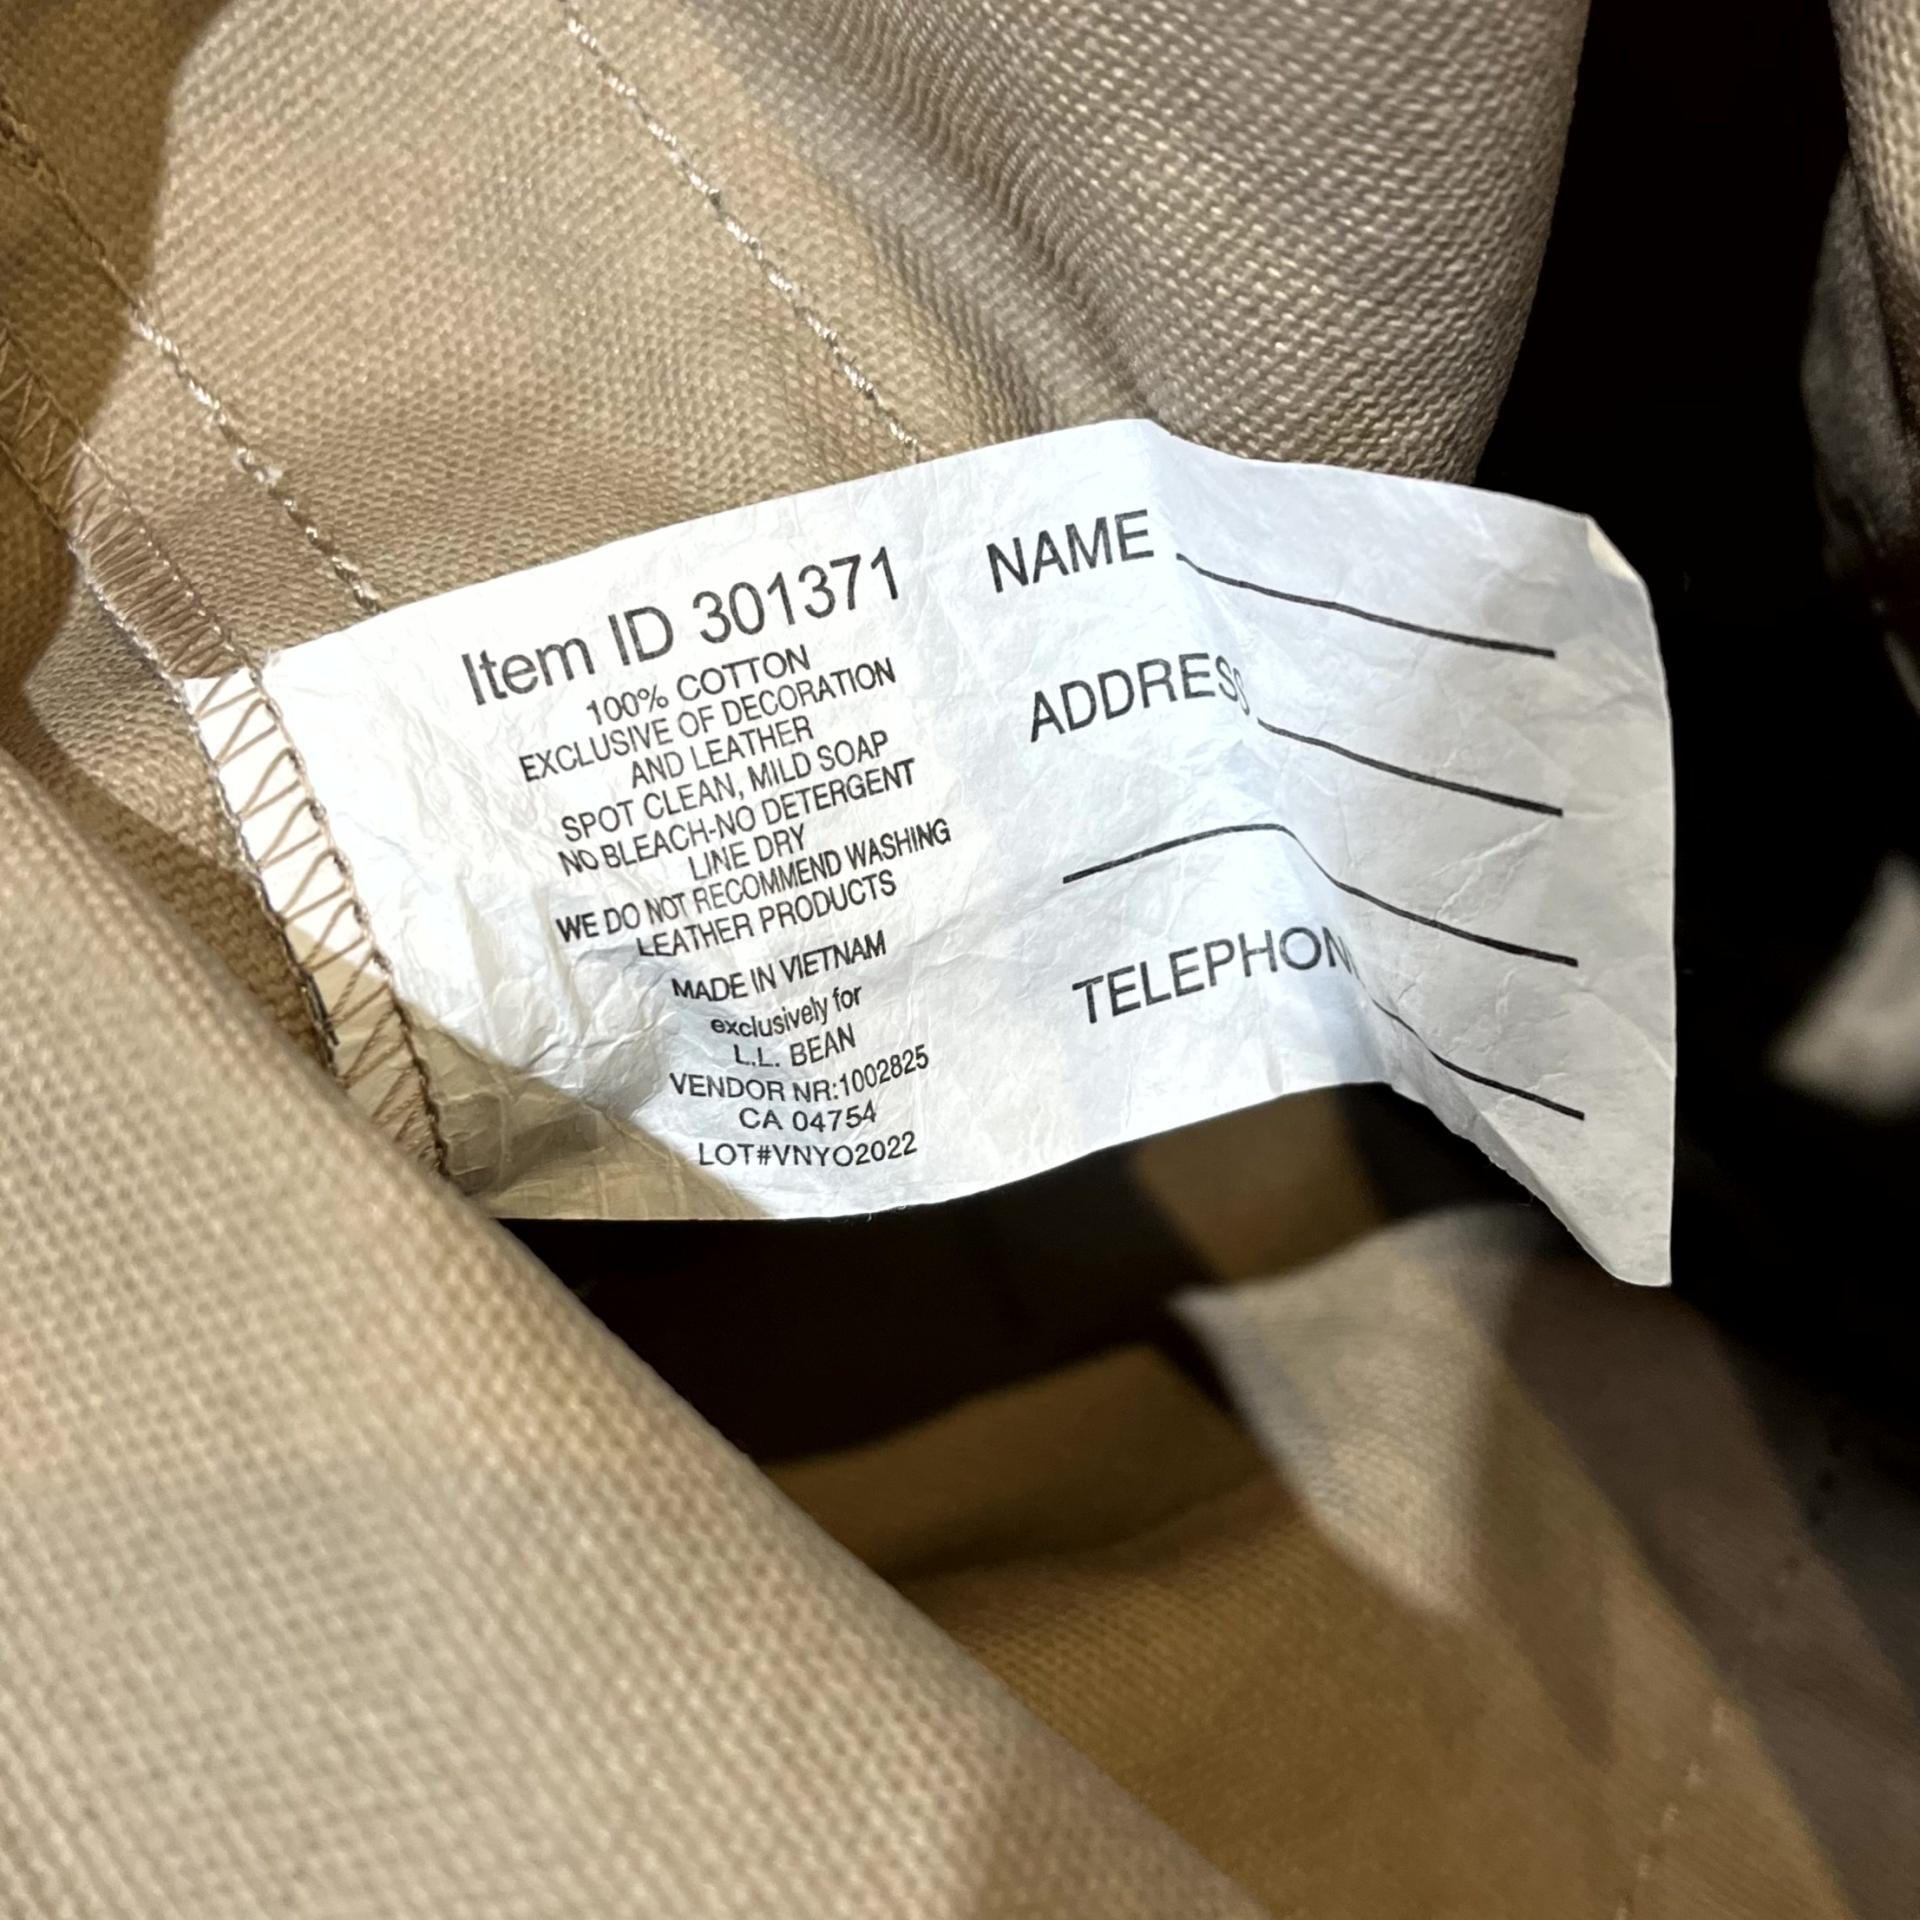 Item ID 301371
100% COTTON
EXCLUSIVE OF DECORATION
AND LEATHER
SPOT CLEAN, MILD SOAP
NO BLEACH-NO DETERGENT
LINE DRY
WE DO NOT RECOMMEND WASHING
LEATHER PRODUCTS
MADE IN VIETNAM
exclusively for
L.L. BEAN
VENDOR NR:1002825
CA 04754
LOT#VNYO2022
NAME
ADDRESS
TELEPHON